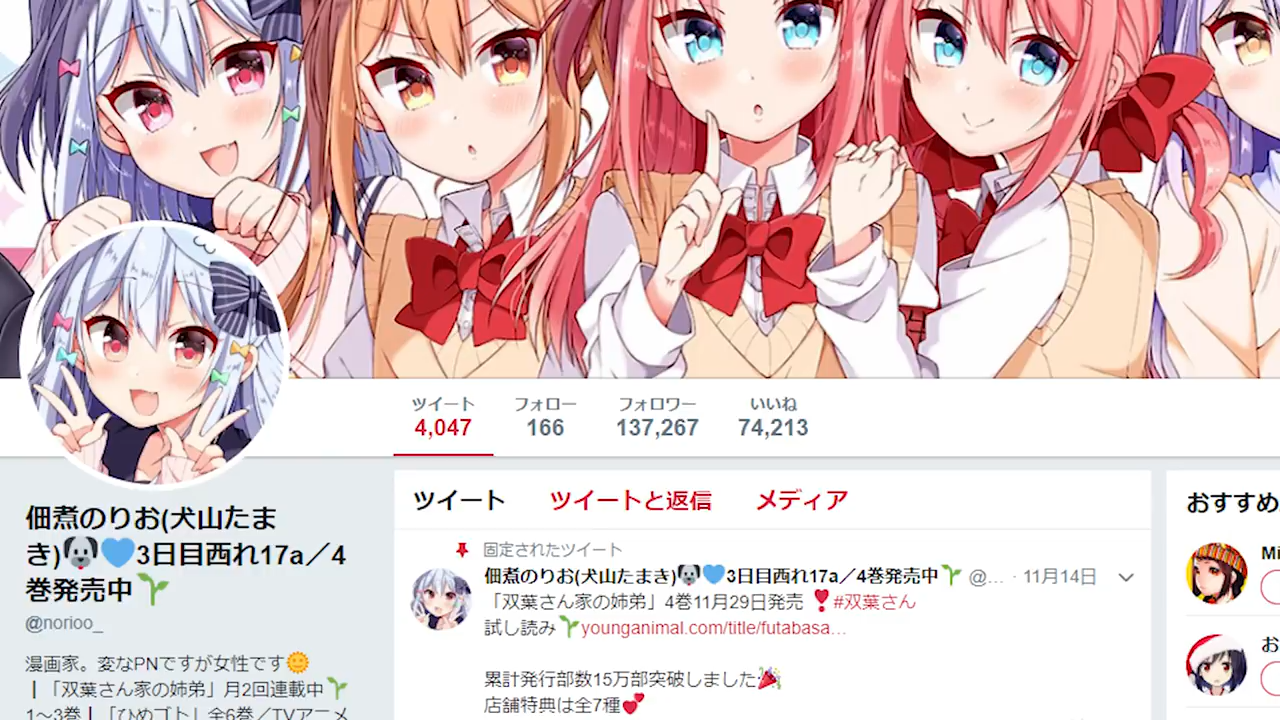 ツイート フォロー フォロワー いいね
4,047 166 137,267 74,213
佃煮のりお(犬山たま
き)🐶💙3日目西れ17a／4
巻発売中🌱
@norioo_
漫画家。変なPNですが女性です🌞
┃「双葉さん家の姉弟」月2回連載中🌱
1〜3巻┃「ひめゴト」全6巻／TVアニメ
ツイート ツイートと返信 メディア
固定されたツイート
佃煮のりお(犬山たまき)🐶💙3日目西れ17a／4巻発売中🌱 @… · 11月14日
「双葉さん家の姉弟」4巻11月29日発売❣️#双葉さん
試し読み🌱younganimal.com/title/futabasa…
累計発行部数15万部突破しました🎉
店舗特典は全7種💕
おすすめ